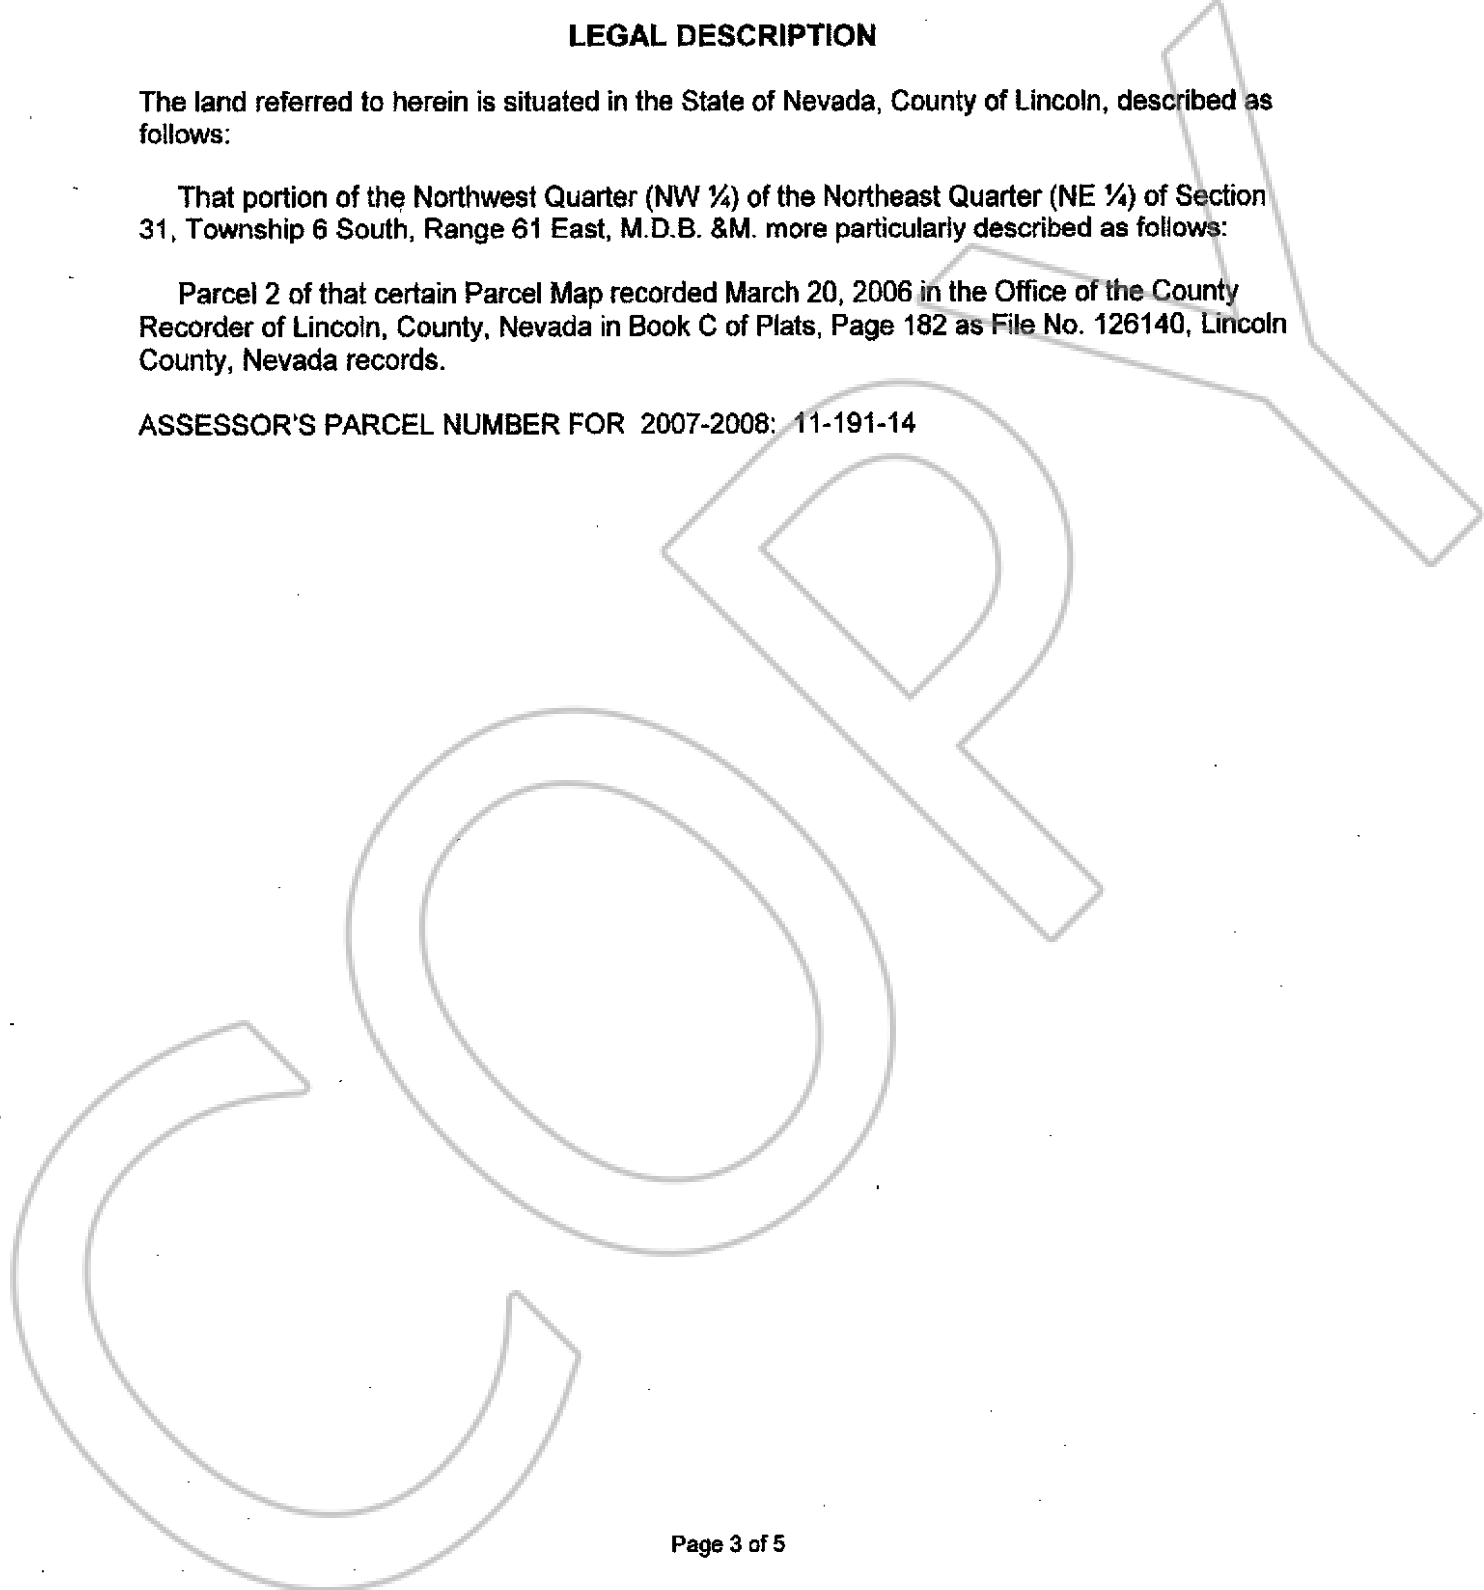 LEGAL DESCRIPTION
The land referred to herein is situated in the State of Nevada, County of Lincoln, described as
follows:
That portion of the Northwest Quarter (NW ¼) of the Northeast Quarter (NE ¼) of Section
31, Township 6 South, Range 61 East, M.D.B. &M. more particularly described as follows:
Parcel 2 of that certain Parcel Map recorded March 20, 2006 in the Office of the County
Recorder of Lincoln, County, Nevada in Book C of Plats, Page 182 as File No. 126140, Lincoln
County, Nevada records.
ASSESSOR'S PARCEL NUMBER FOR 2007-2008: 11-191-14
COPY
Page 3 of 5